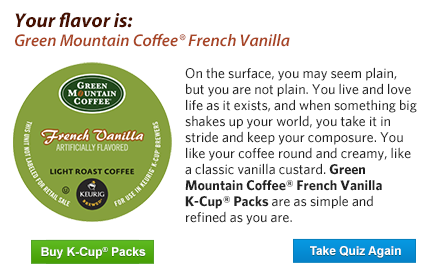 Your flavor is:
Green Mountain Coffee® French Vanilla
GREEN
MOUNTAIN
COFFEE®
French Vanilla
ARTIFICIALLY FLAVORED
LIGHT ROAST COFFEE
THIS UNIT NOT LABELED FOR RETAIL SALE
KEURIG
BREWED®
FOR USE IN KEURIG® K-CUP® BREWERS
On the surface, you may seem plain,
but you are not plain. You live and love
life as it exists, and when something big
shakes up your world, you take it in
stride and keep your composure. You
like your coffee round and creamy, like
a classic vanilla custard. Green
Mountain Coffee® French Vanilla
K-Cup® Packs are as simple and
refined as you are.
Buy K-Cup® Packs
Take Quiz Again